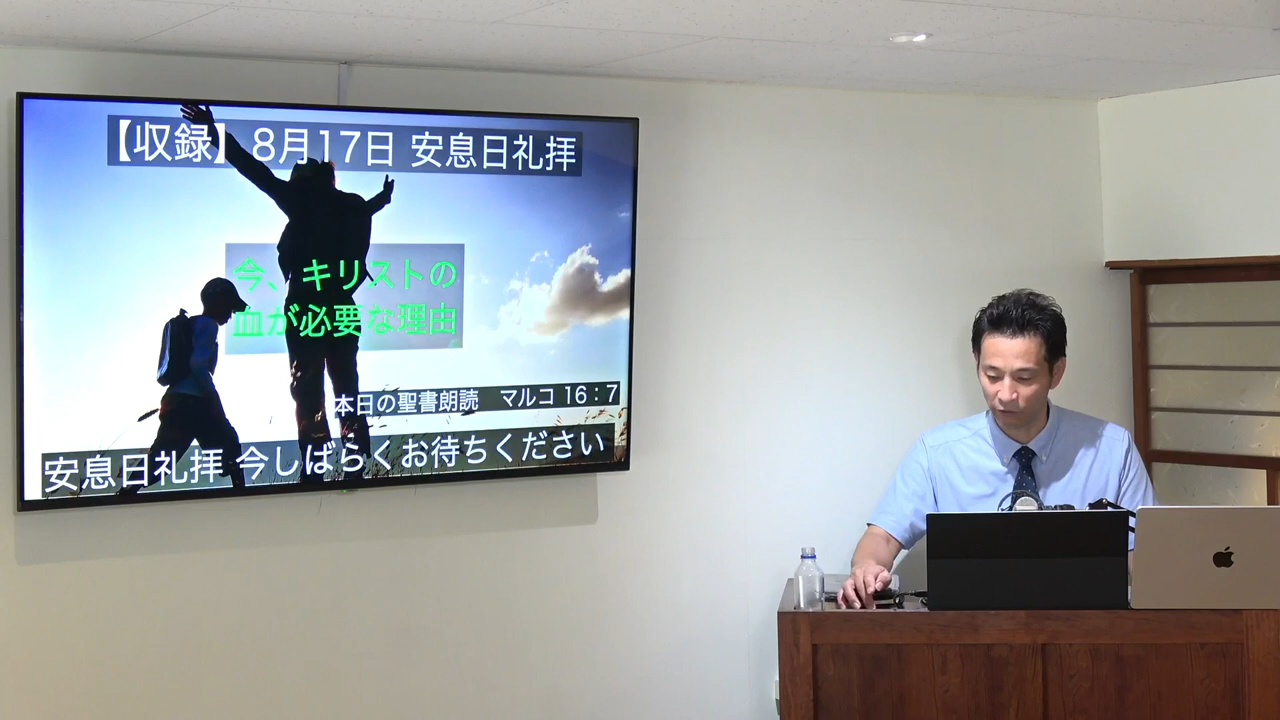 【収録】 8月17日 安息日礼拝
今、キリストの
血が必要な理由
本日の聖書朗読　マルコ 16：7
安息日礼拝 今しばらくお待ちください